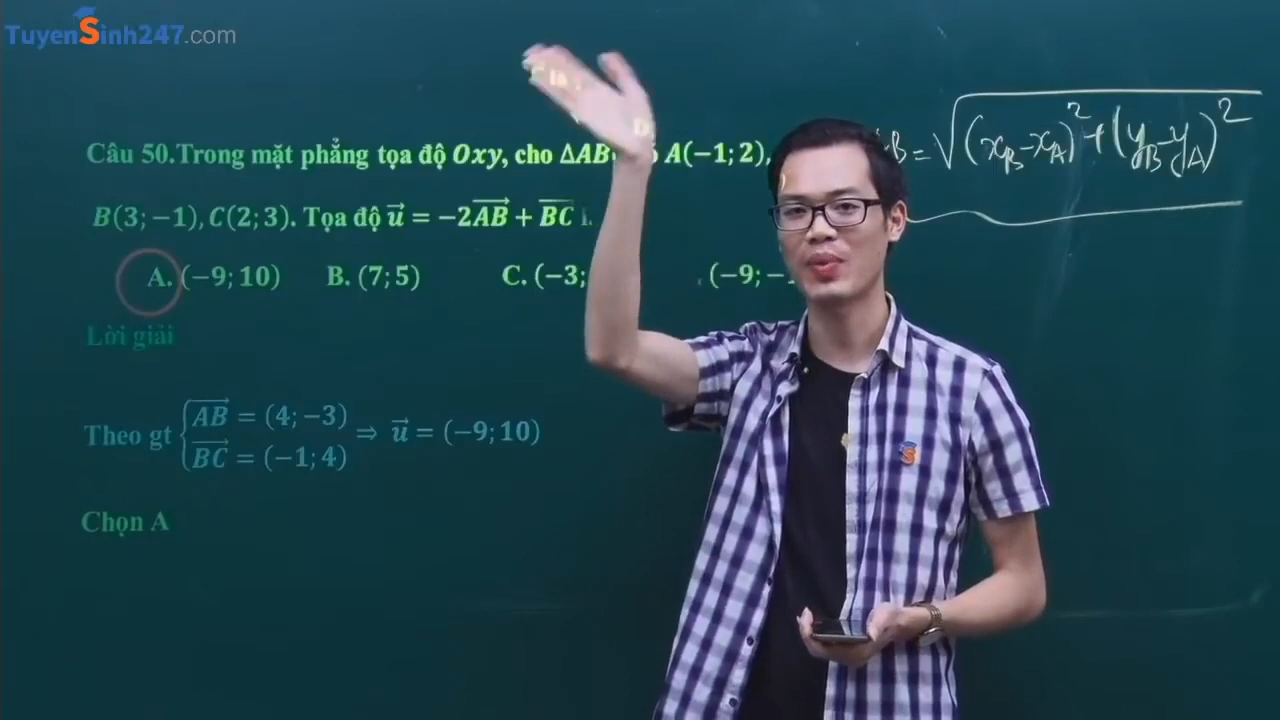 TuyenSinh247.com
Câu 50.Trong mặt phẳng tọa độ Oxy, cho ΔAB A(−1; 2),
B(3; −1), C(2; 3). Tọa độ u⃗ = −2AB⃗ + BC⃗
A. (−9; 10) B. (7; 5) C. (−3; (−9; −
B = √(x_B − x_A)² + (y_B − y_A)²
Lời giải
Theo gt {AB⃗ = (4; −3) BC⃗ = (−1; 4) ⇒ u⃗ = (−9; 10)
Chọn A